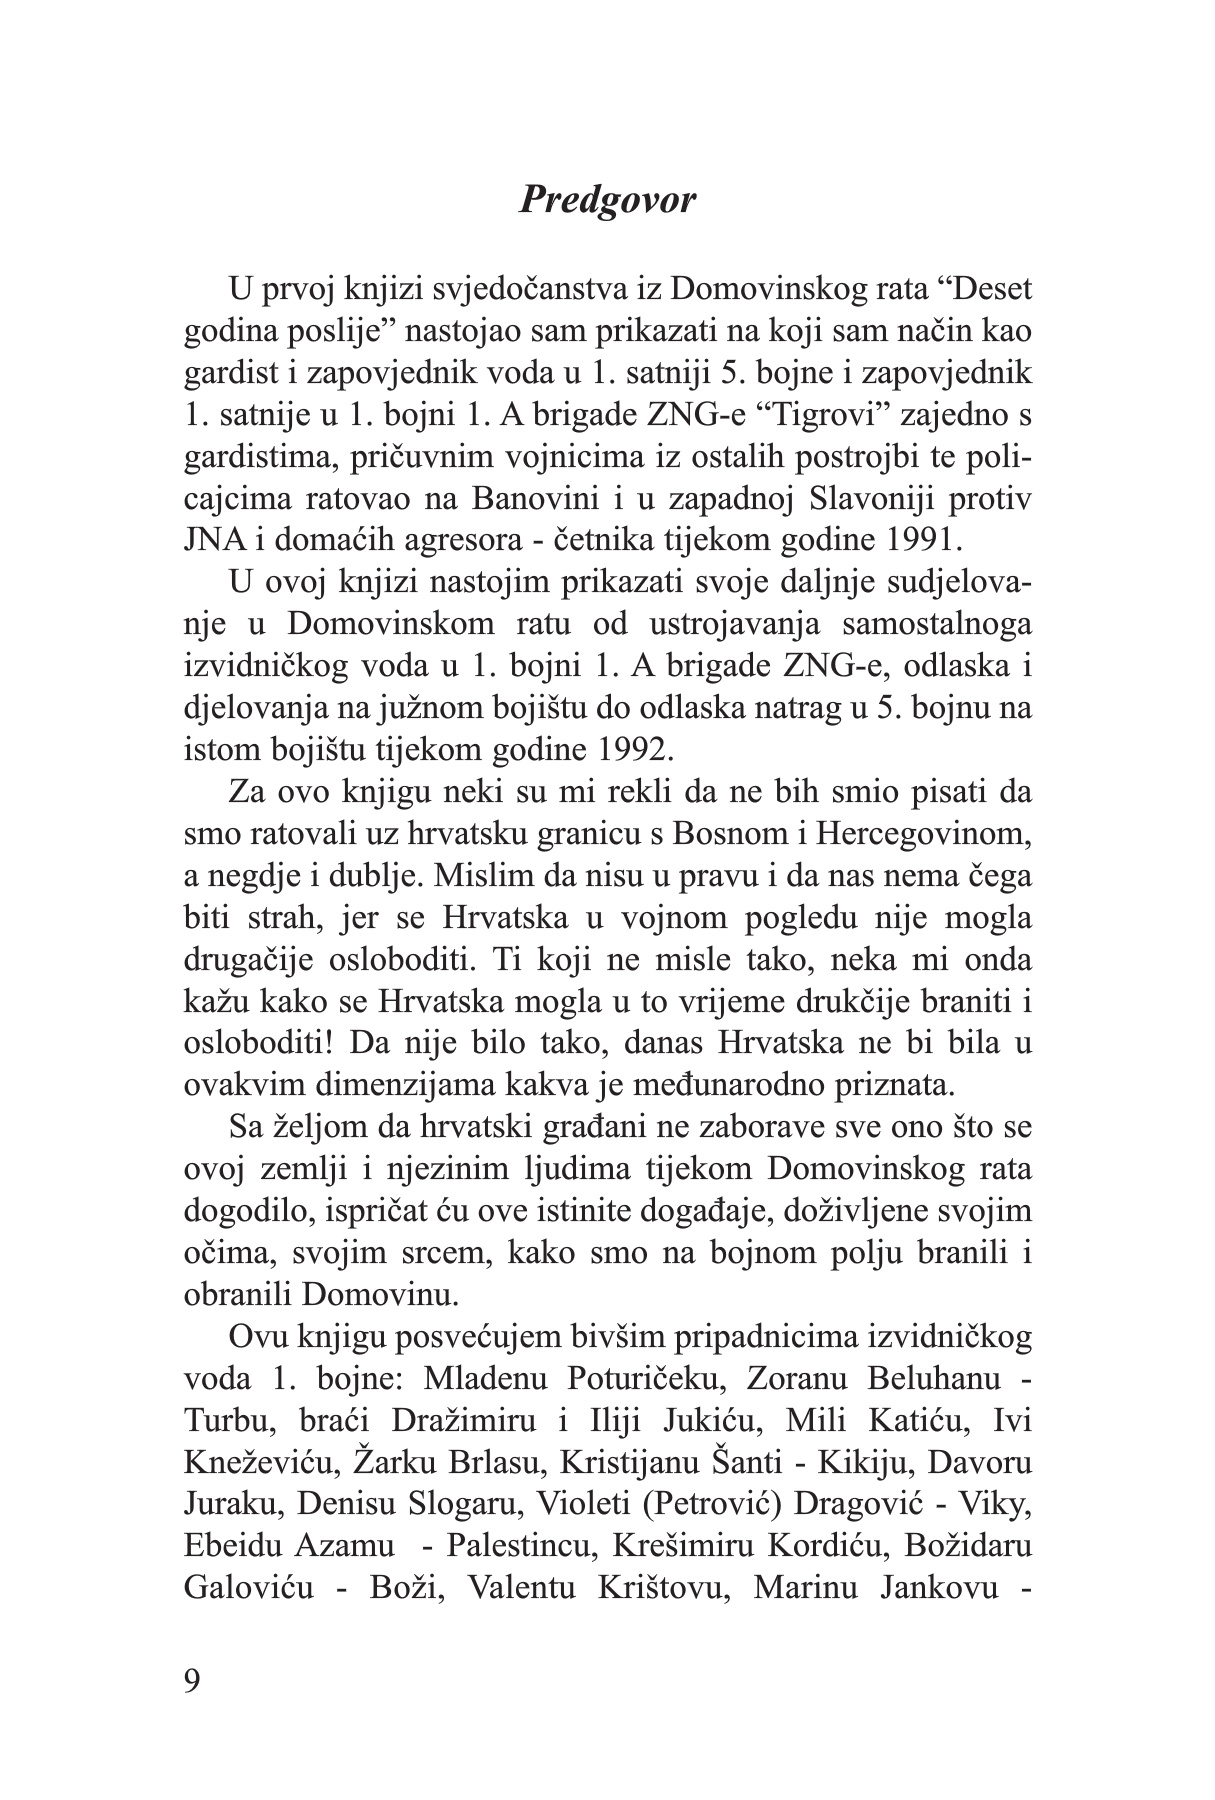 Predgovor
U prvoj knjizi svjedočanstva iz Domovinskog rata “Deset
godina poslije” nastojao sam prikazati na koji sam način kao
gardist i zapovjednik voda u 1. satniji 5. bojne i zapovjednik
1. satnije u 1. bojni 1. A brigade ZNG-e “Tigrovi” zajedno s
gardistima, pričuvnim vojnicima iz ostalih postrojbi te poli-
cajcima ratovao na Banovini i u zapadnoj Slavoniji protiv
JNA i domaćih agresora - četnika tijekom godine 1991.
U ovoj knjizi nastojim prikazati svoje daljnje sudjelova-
nje u Domovinskom ratu od ustrojavanja samostalnoga
izvidničkog voda u 1. bojni 1. A brigade ZNG-e, odlaska i
djelovanja na južnom bojištu do odlaska natrag u 5. bojnu na
istom bojištu tijekom godine 1992.
Za ovo knjigu neki su mi rekli da ne bih smio pisati da
smo ratovali uz hrvatsku granicu s Bosnom i Hercegovinom,
a negdje i dublje. Mislim da nisu u pravu i da nas nema čega
biti strah, jer se Hrvatska u vojnom pogledu nije mogla
drugačije osloboditi. Ti koji ne misle tako, neka mi onda
kažu kako se Hrvatska mogla u to vrijeme drukčije braniti i
osloboditi! Da nije bilo tako, danas Hrvatska ne bi bila u
ovakvim dimenzijama kakva je međunarodno priznata.
Sa željom da hrvatski građani ne zaborave sve ono što se
ovoj zemlji i njezinim ljudima tijekom Domovinskog rata
dogodilo, ispričat ću ove istinite događaje, doživljene svojim
očima, svojim srcem, kako smo na bojnom polju branili i
obranili Domovinu.
Ovu knjigu posvećujem bivšim pripadnicima izvidničkog
voda 1. bojne: Mladenu Poturičeku, Zoranu Beluhanu -
Turbu, braći Dražimiru i Iliji Jukiću, Mili Katiću, Ivi
Kneževiću, Žarku Brlasu, Kristijanu Šanti - Kikiju, Davoru
Juraku, Denisu Slogaru, Violeti (Petrović) Dragović - Viky,
Ebeidu Azamu - Palestincu, Krešimiru Kordiću, Božidaru
Galoviću - Boži, Valentu Krištovu, Marinu Jankovu -
9